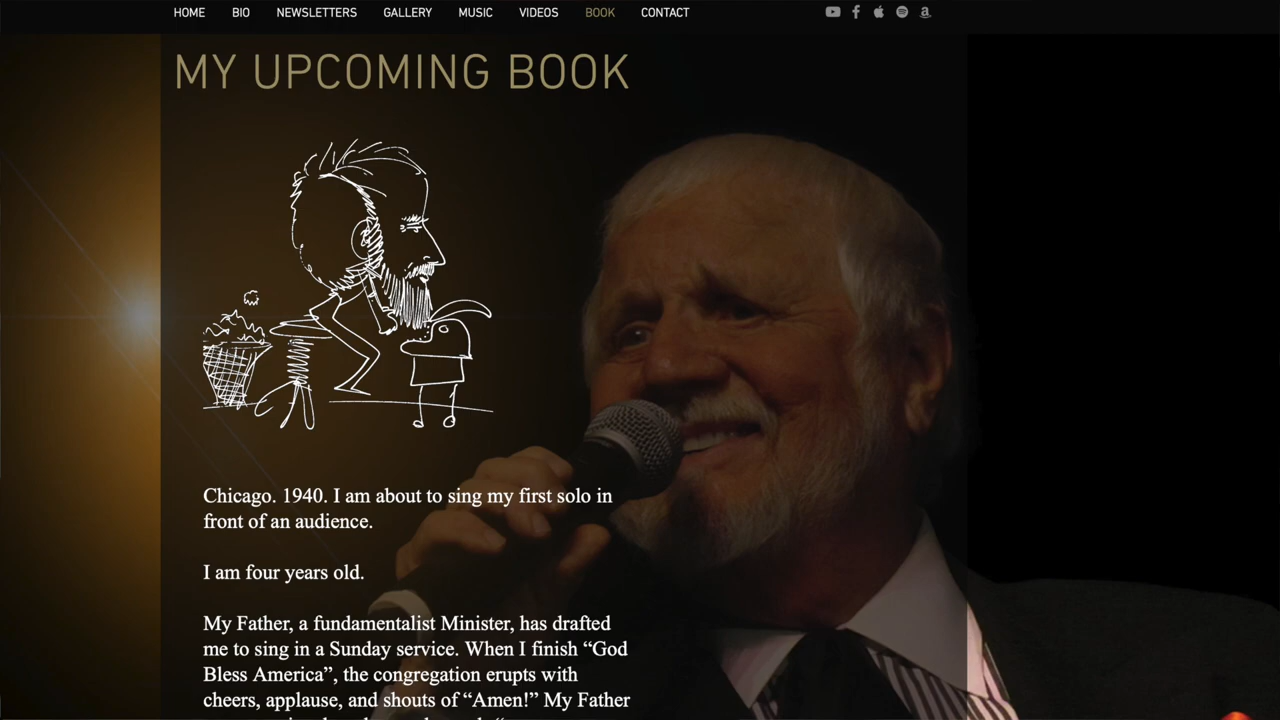 HOME BIO NEWSLETTERS GALLERY MUSIC VIDEOS BOOK CONTACT
MY UPCOMING BOOK
Chicago. 1940. I am about to sing my first solo in
front of an audience.
I am four years old.
My Father, a fundamentalist Minister, has drafted
me to sing in a Sunday service. When I finish “God
Bless America”, the congregation erupts with
cheers, applause, and shouts of “Amen!” My Father